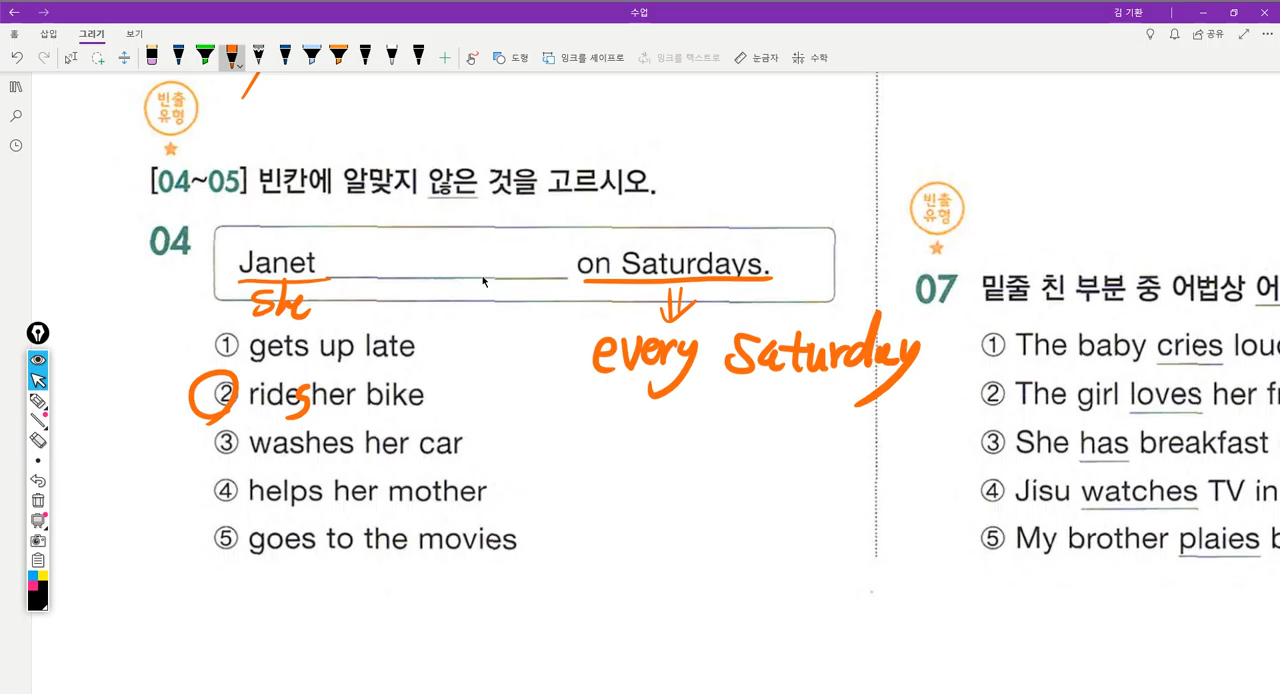 수업
김 기환
홈 삽입 그리기 보기
공유
도형 잉크를 셰이프로 잉크를 텍스트로 눈금자 수학
빈출
유형
[04~05] 빈칸에 알맞지 않은 것을 고르시오.
04
Janet ________ on Saturdays.
she
every Saturday
① gets up late
② ride s her bike
③ washes her car
④ helps her mother
⑤ goes to the movies
빈출
유형
07 밑줄 친 부분 중 어법상 어
① The baby cries lou
② The girl loves her f
③ She has breakfast
④ Jisu watches TV in
⑤ My brother plaies b